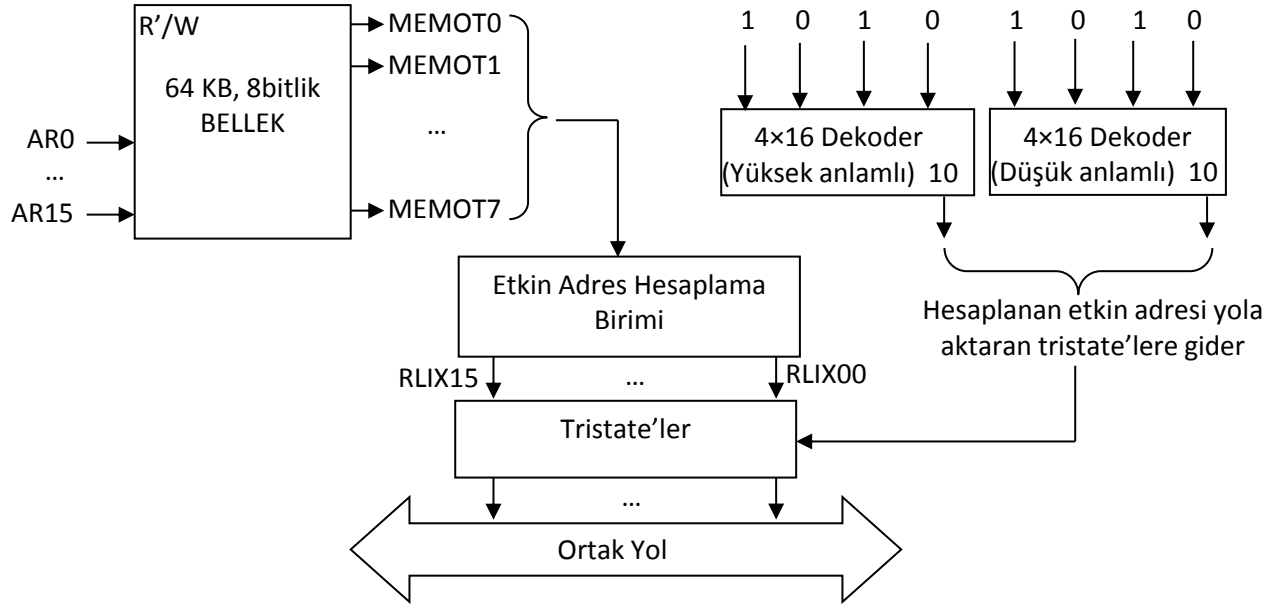 R'/W
64 KB, 8bitlik
BELLEK
AR0
...
AR15
MEMOT0
MEMOT1
...
MEMOT7
1 0 1 0
4×16 Dekoder
(Yüksek anlamlı) 10
1 0 1 0
4×16 Dekoder
(Düşük anlamlı) 10
Etkin Adres Hesaplama
Birimi
Hesaplanan etkin adresi yola
aktaran tristate'lere gider
RLIX15 ... RLIX00
Tristate'ler
...
Ortak Yol